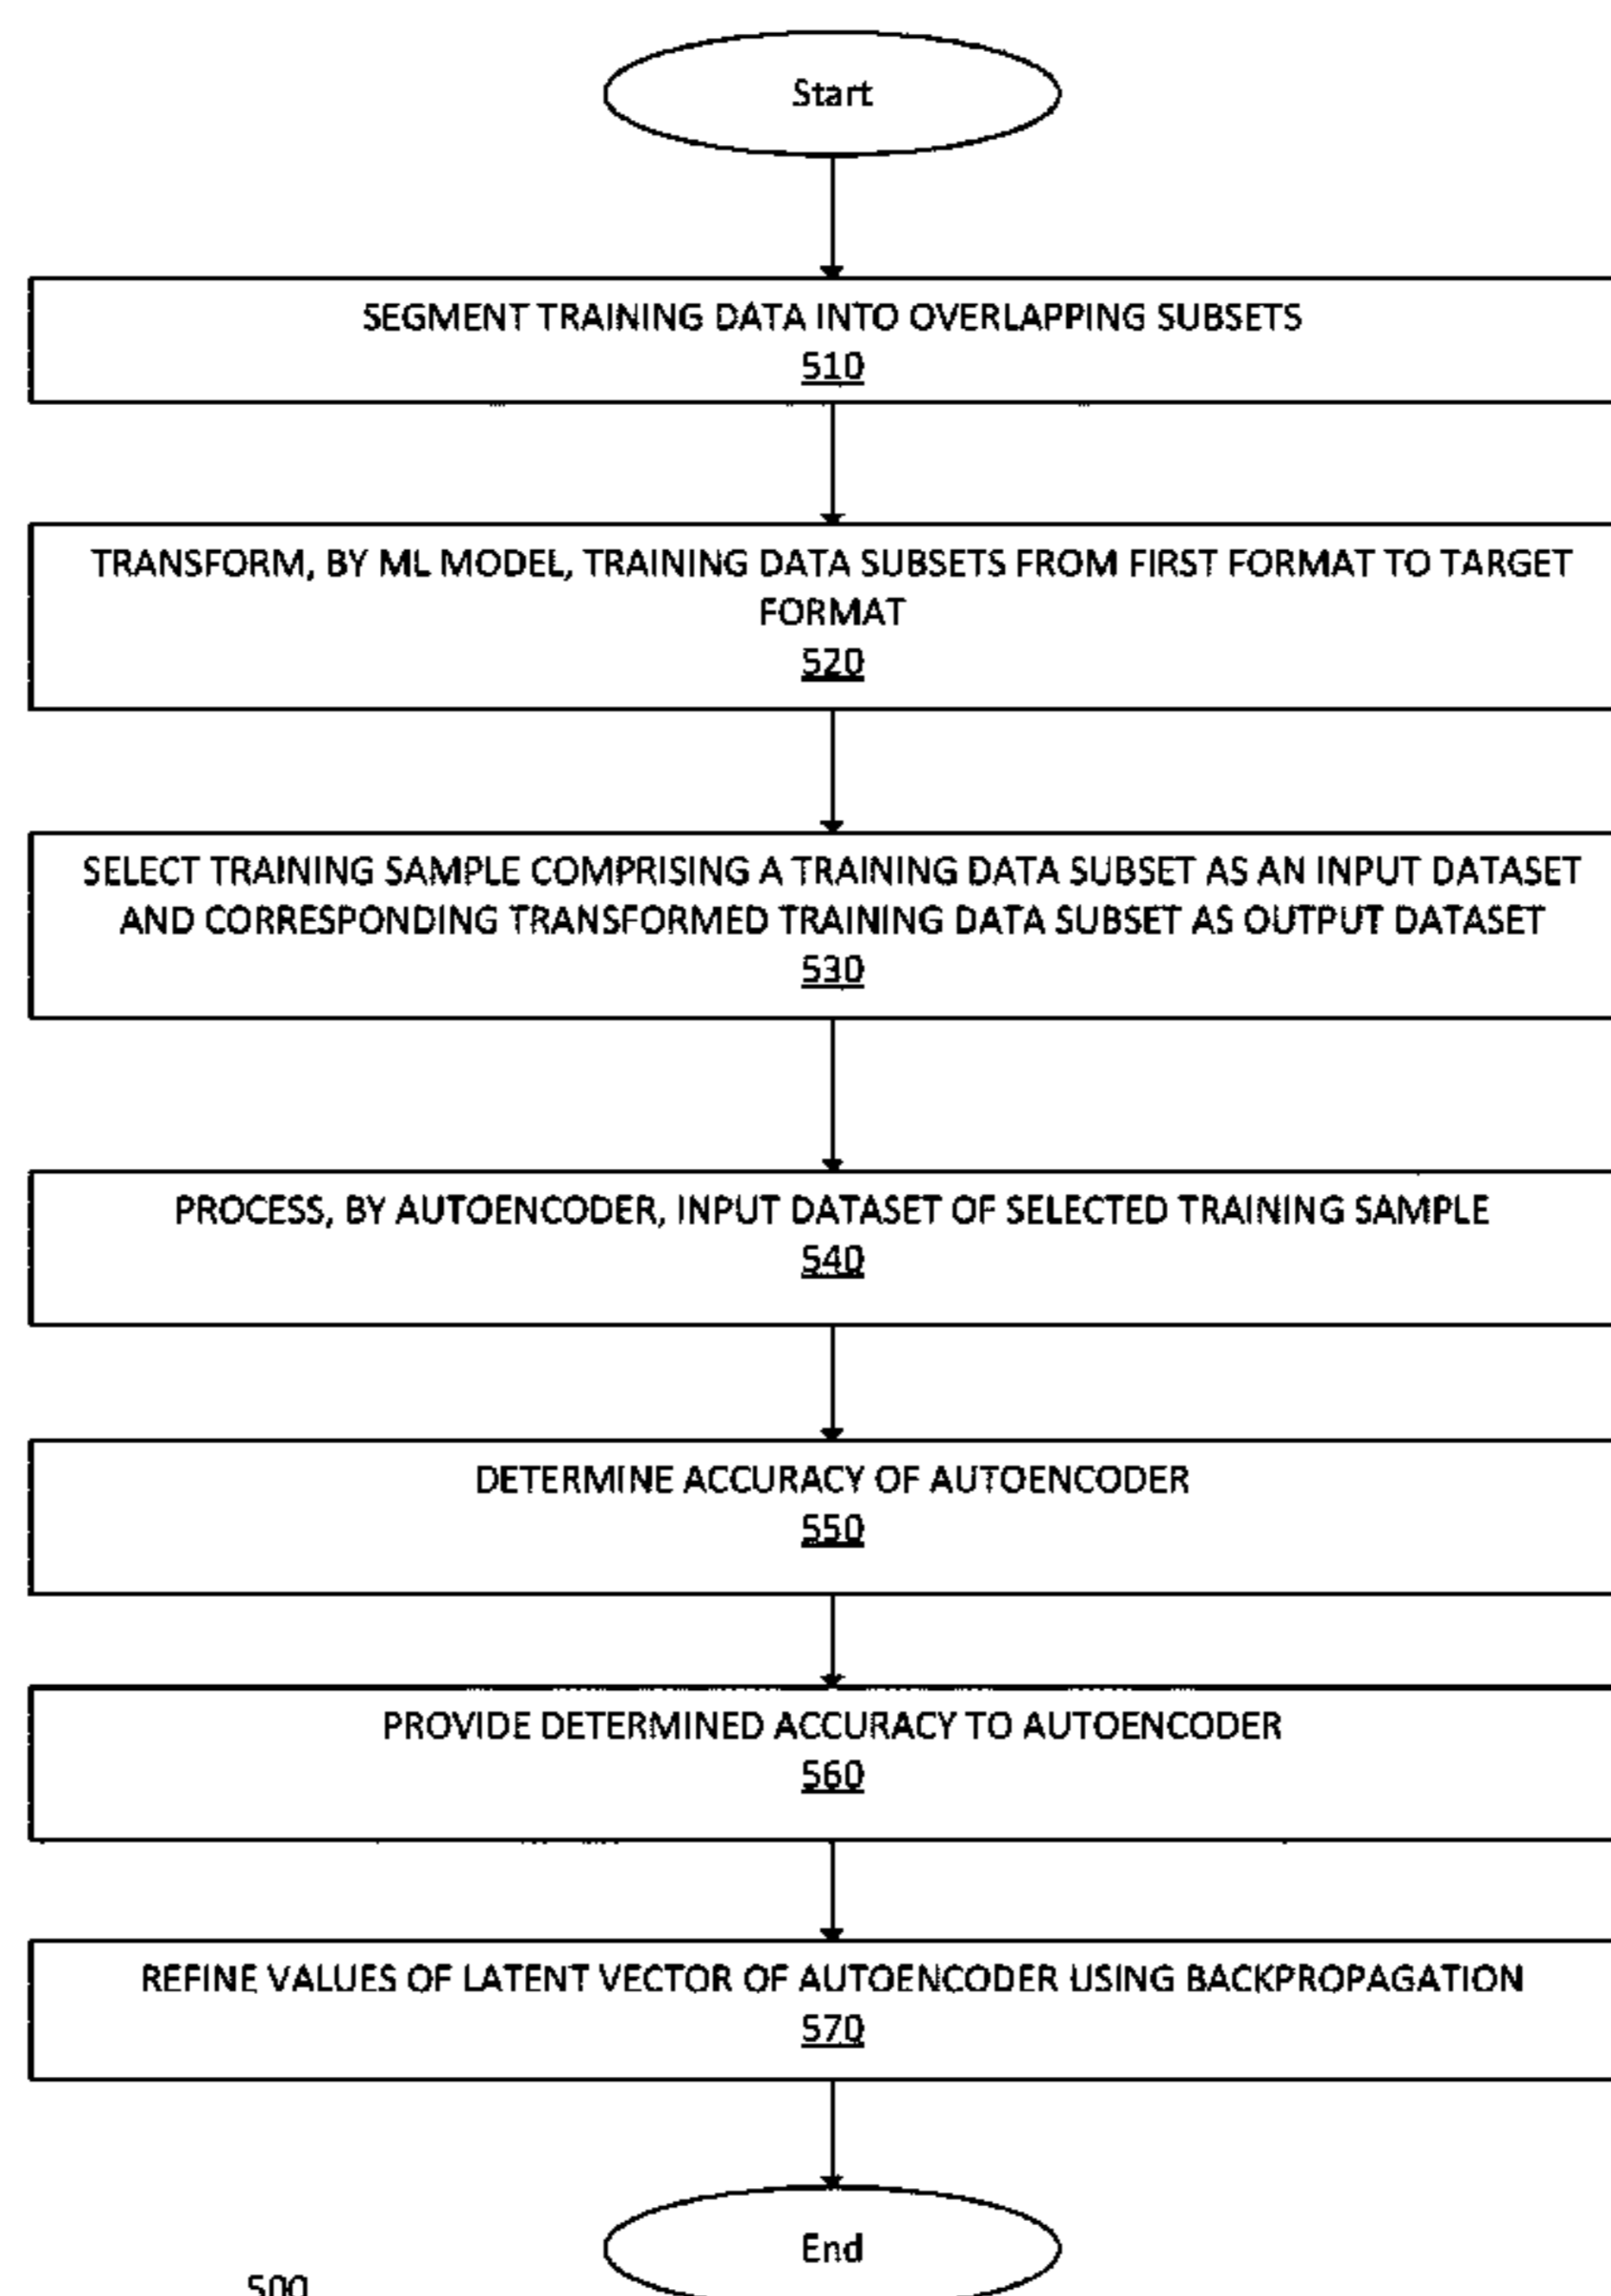 Start
SEGMENT TRAINING DATA INTO OVERLAPPING SUBSETS
510
TRANSFORM, BY ML MODEL, TRAINING DATA SUBSETS FROM FIRST FORMAT TO TARGET
FORMAT
520
SELECT TRAINING SAMPLE COMPRISING A TRAINING DATA SUBSET AS AN INPUT DATASET
AND CORRESPONDING TRANSFORMED TRAINING DATA SUBSET AS OUTPUT DATASET
530
PROCESS, BY AUTOENCODER, INPUT DATASET OF SELECTED TRAINING SAMPLE
540
DETERMINE ACCURACY OF AUTOENCODER
550
PROVIDE DETERMINED ACCURACY TO AUTOENCODER
560
REFINE VALUES OF LATENT VECTOR OF AUTOENCODER USING BACKPROPAGATION
570
End
500